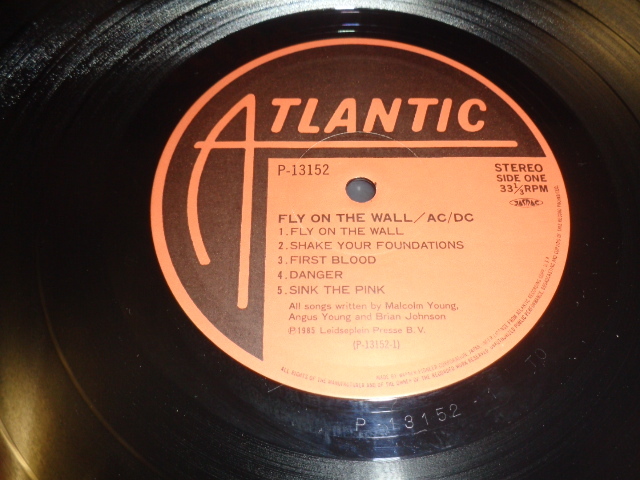 ATLANTIC
P-13152
STEREO
SIDE ONE
33⅓RPM
FLY ON THE WALL/AC/DC
1.FLY ON THE WALL
2.SHAKE YOUR FOUNDATIONS
3.FIRST BLOOD
4.DANGER
5.SINK THE PINK
All songs written by Malcolm Young,
Angus Young and Brian Johnson
Ⓟ1985 Leidseplein Presse B.V.
(P-13152-1)
P-13152